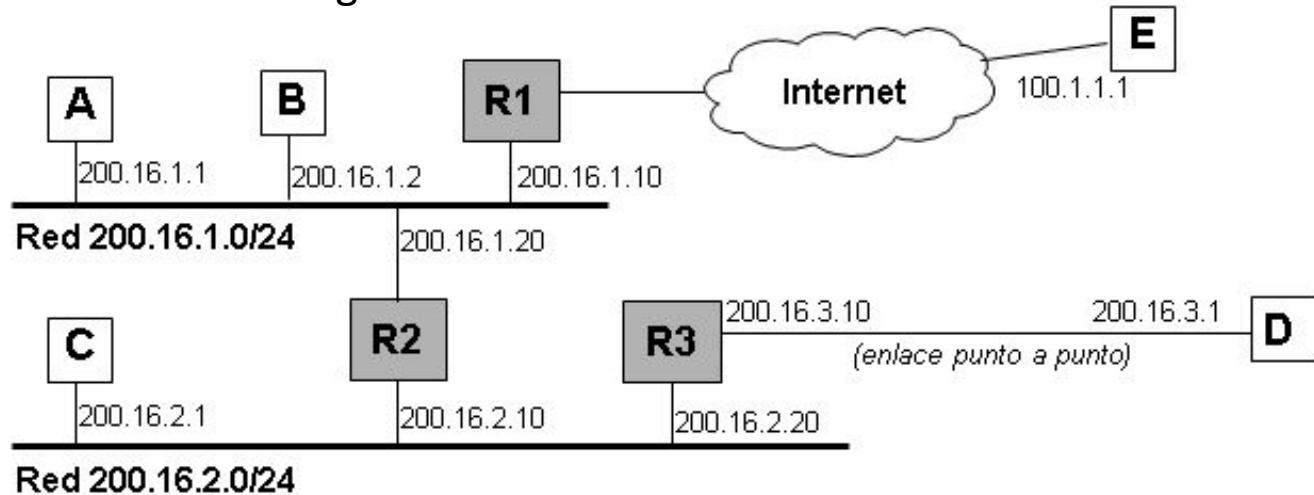 A
B
R1
Internet
E
100.1.1.1
200.16.1.1
200.16.1.2
200.16.1.10
Red 200.16.1.0/24
200.16.1.20
C
R2
R3
200.16.3.10
200.16.3.1
D
(enlace punto a punto)
200.16.2.1
200.16.2.10
200.16.2.20
Red 200.16.2.0/24